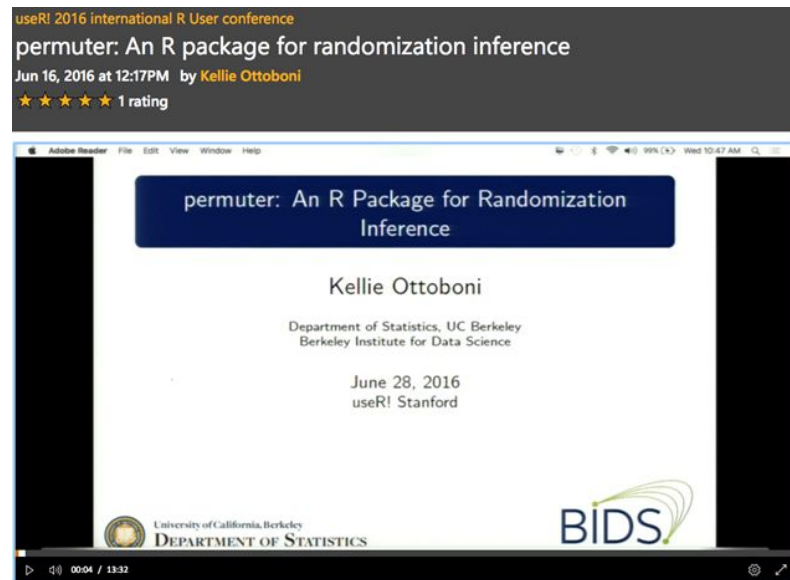 useR! 2016 international R User conference
permuter: An R package for randomization inference
Jun 16, 2016 at 12:17PM by Kellie Ottoboni
1 rating
Adobe Reader File Edit View Window Help 99% Wed 10:47 AM
permuter: An R Package for Randomization
Inference
Kellie Ottoboni
Department of Statistics, UC Berkeley
Berkeley Institute for Data Science
June 28, 2016
useR! Stanford
University of California, Berkeley
DEPARTMENT OF STATISTICS
BIDS
00:04 / 13:32